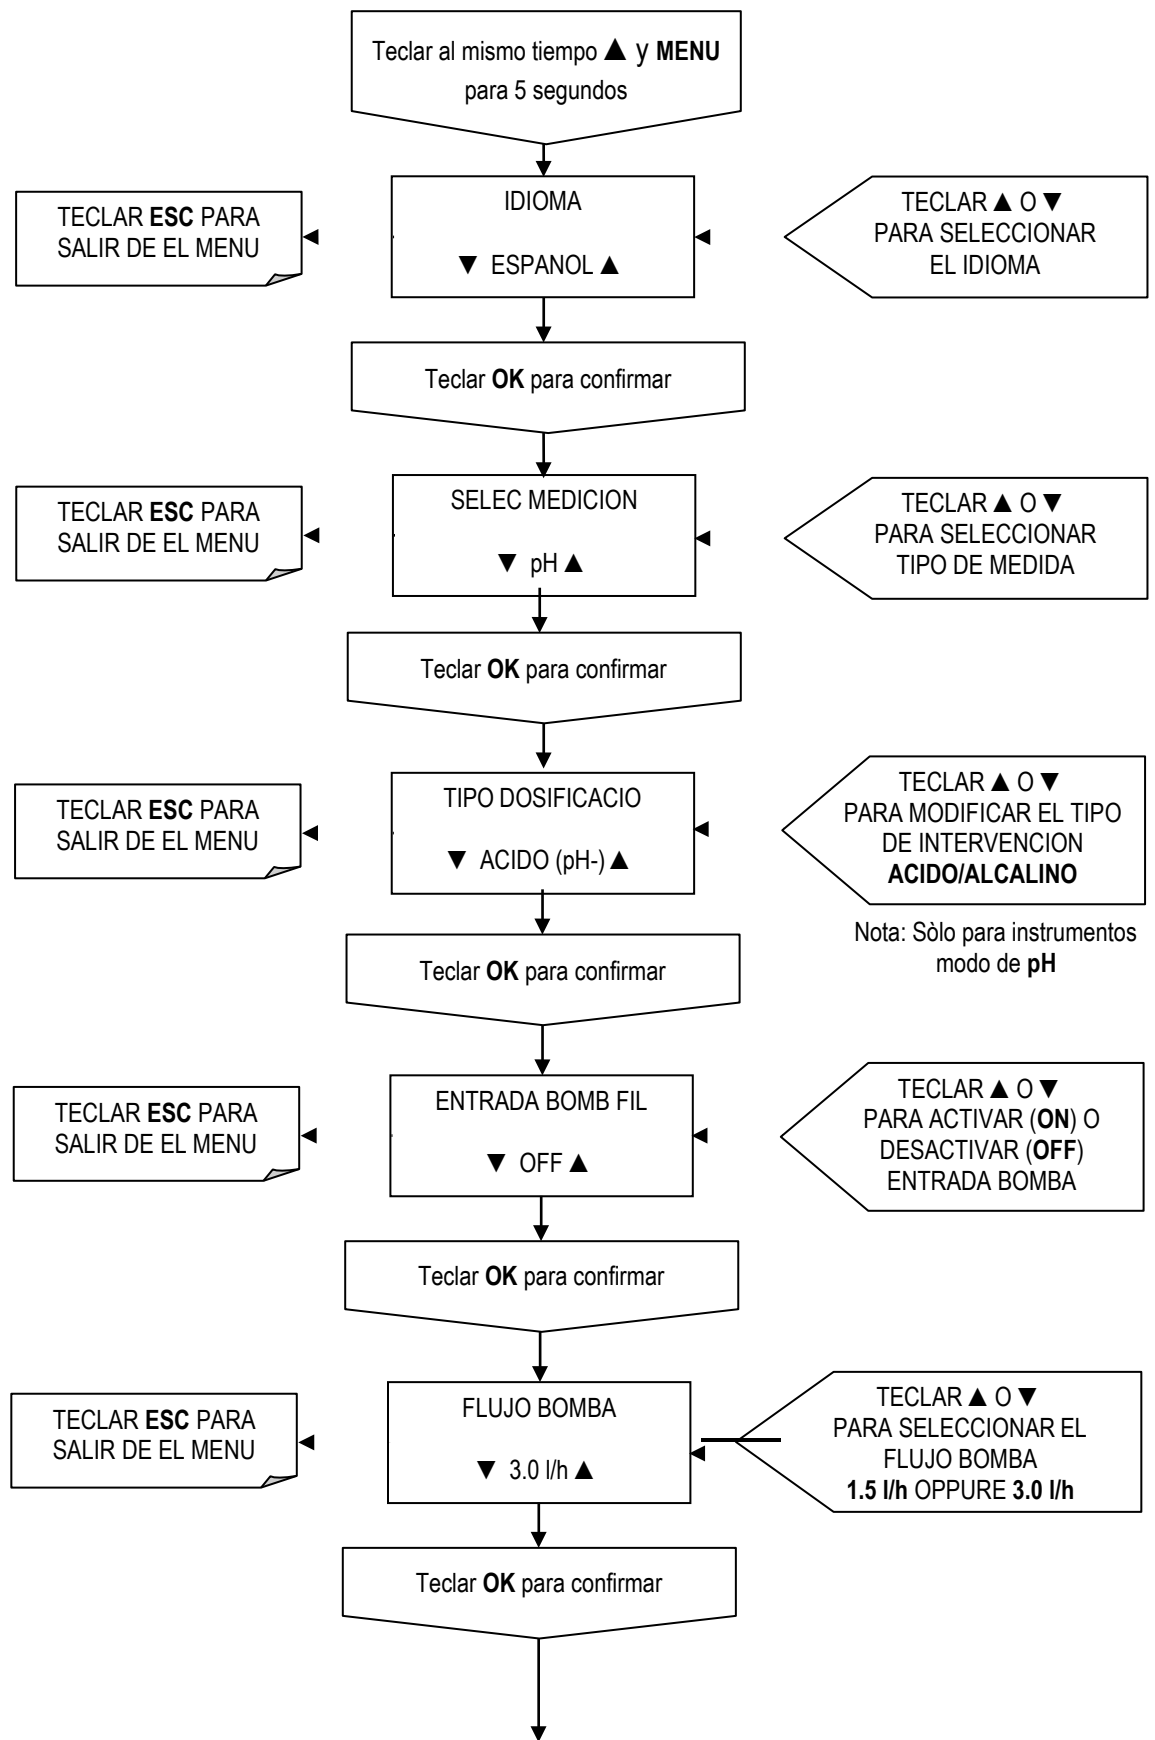 Teclar al mismo tiempo ▲ y MENU
para 5 segundos
TECLAR ESC PARA
SALIR DE EL MENU
IDIOMA
▼ ESPANOL ▲
TECLAR ▲ O ▼
PARA SELECCIONAR
EL IDIOMA
Teclar OK para confirmar
TECLAR ESC PARA
SALIR DE EL MENU
SELEC MEDICION
▼ pH ▲
TECLAR ▲ O ▼
PARA SELECCIONAR
TIPO DE MEDIDA
Teclar OK para confirmar
TECLAR ESC PARA
SALIR DE EL MENU
TIPO DOSIFICACIO
▼ ACIDO (pH-) ▲
TECLAR ▲ O ▼
PARA MODIFICAR EL TIPO
DE INTERVENCION
ACIDO/ALCALINO
Nota: Sòlo para instrumentos
modo de pH
Teclar OK para confirmar
TECLAR ESC PARA
SALIR DE EL MENU
ENTRADA BOMB FIL
▼ OFF ▲
TECLAR ▲ O ▼
PARA ACTIVAR (ON) O
DESACTIVAR (OFF)
ENTRADA BOMBA
Teclar OK para confirmar
TECLAR ESC PARA
SALIR DE EL MENU
FLUJO BOMBA
▼ 3.0 l/h ▲
TECLAR ▲ O ▼
PARA SELECCIONAR EL
FLUJO BOMBA
1.5 l/h OPPURE 3.0 l/h
Teclar OK para confirmar